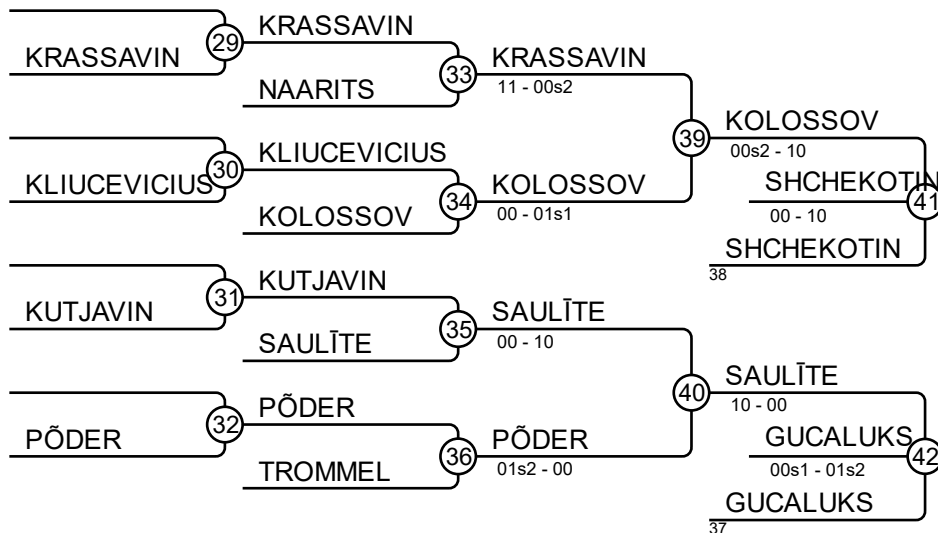 KRASSAVIN
29
KRASSAVIN
NAARITS
33
KRASSAVIN
11 - 00s2
39
KOLOSSOV
00s2 - 10
KLIUCEVICIUS
30
KLIUCEVICIUS
KOLOSSOV
34
KOLOSSOV
00 - 01s1
SHCHEKOTIN
00 - 10
41
SHCHEKOTIN
38
KUTJAVIN
31
KUTJAVIN
SAULĪTE
35
SAULĪTE
00 - 10
40
SAULĪTE
10 - 00
PÕDER
32
PÕDER
TROMMEL
36
PÕDER
01s2 - 00
GUCALUKS
00s1 - 01s2
42
GUCALUKS
37